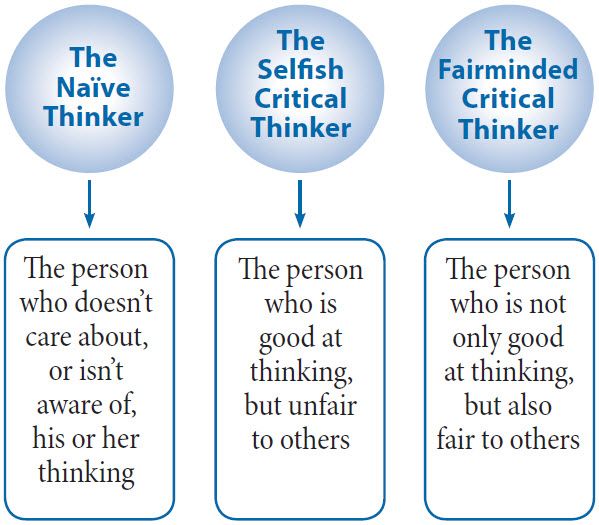 The
Naïve
Thinker
The
Selfish
Critical
Thinker
The
Fairminded
Critical
Thinker
The person
who doesn’t
care about,
or isn’t
aware of,
his or her
thinking
The person
who is
good at
thinking,
but unfair
to others
The person
who is not
only good
at thinking,
but also
fair to others